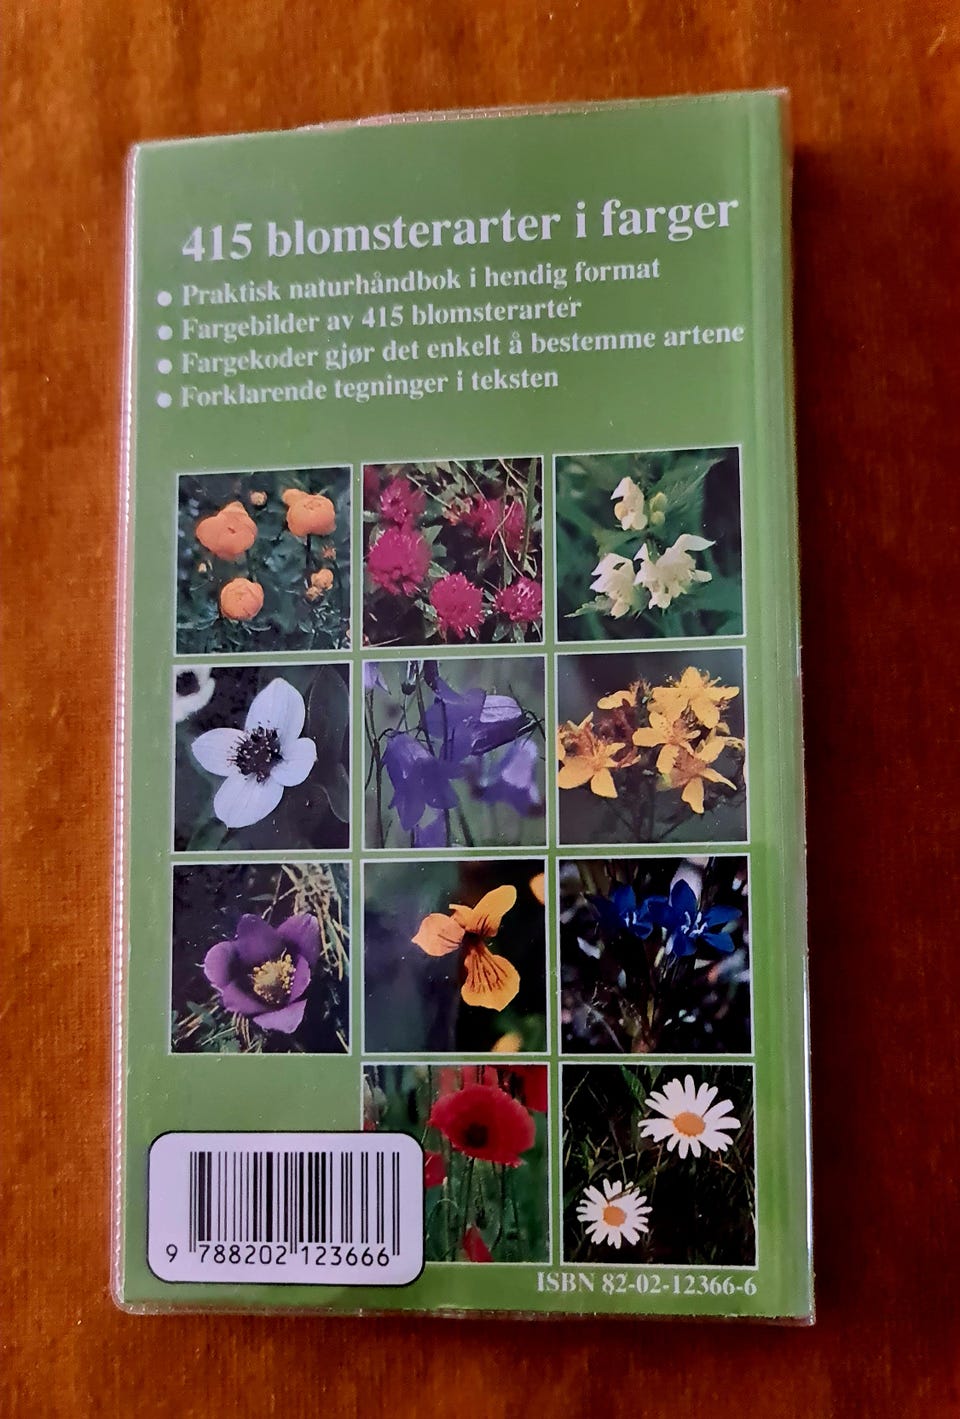 415 blomsterarter i farger
● Praktisk naturhåndbok i hendig format
● Fargebilder av 415 blomsterarter
● Fargekoder gjør det enkelt å bestemme artene
● Forklarende tegninger i teksten
9 788202 123666
ISBN 82-02-12366-6